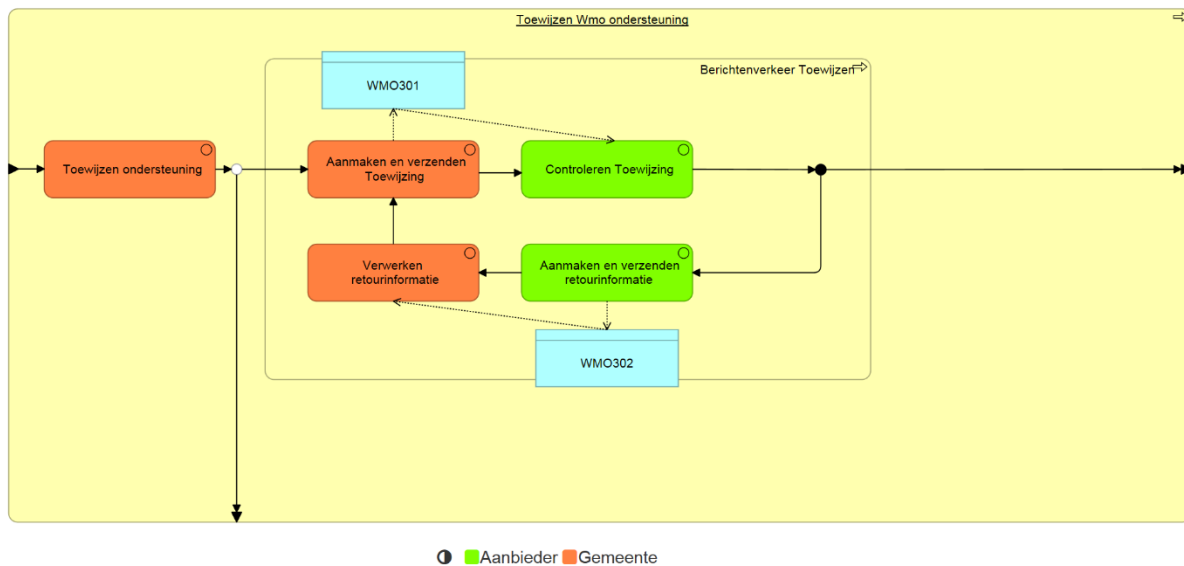 Toewijzen Wmo ondersteuning
Berichtenverkeer Toewijzen
WMO301
Toewijzen ondersteuning
Aanmaken en verzenden
Toewijzing
Controleren Toewijzing
Verwerken
retourinformatie
Aanmaken en verzenden
retourinformatie
WMO302
Aanbieder Gemeente